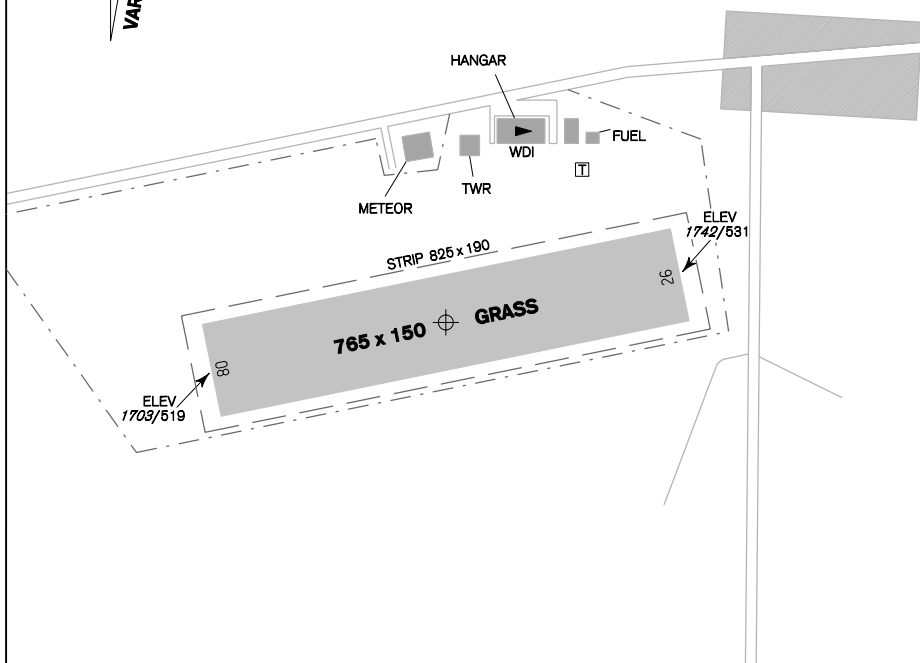 VAR
HANGAR
FUEL
WDI
T
TWR
METEOR
ELEV
1742/531
STRIP 825 x 190
26
765 x 150 GRASS
08
ELEV
1703/519